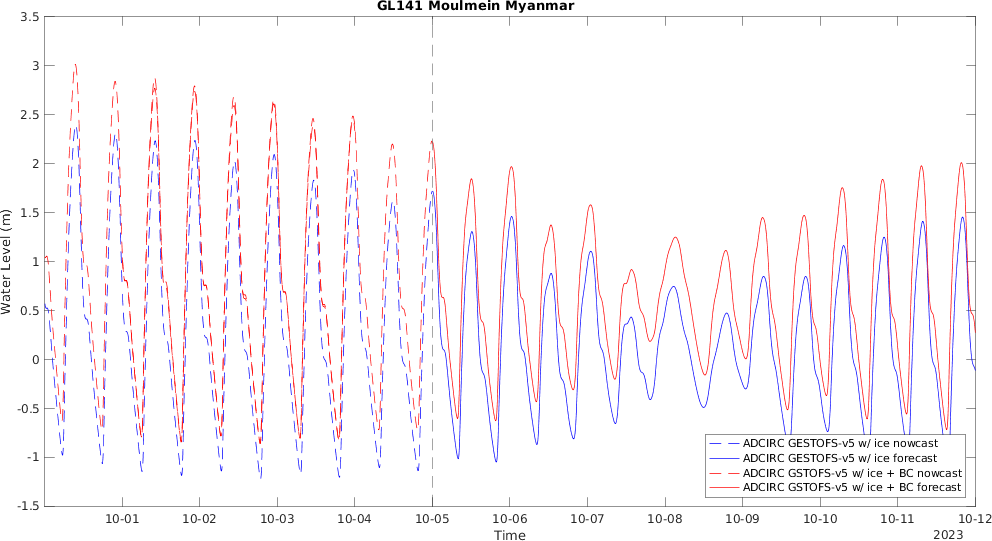 GL141 Moulmein Myanmar
3.5
3
2.5
2
1.5
1
0.5
0
-0.5
-1
-1.5
Water Level (m)
10-01 10-02 10-03 10-04 10-05 10-06 10-07 10-08 10-09 10-10 10-11 10-12
Time
2023
ADCIRC GESTOFS-v5 w/ ice nowcast
ADCIRC GESTOFS-v5 w/ ice forecast
ADCIRC GSTOFS-v5 w/ ice + BC nowcast
ADCIRC GSTOFS-v5 w/ ice + BC forecast